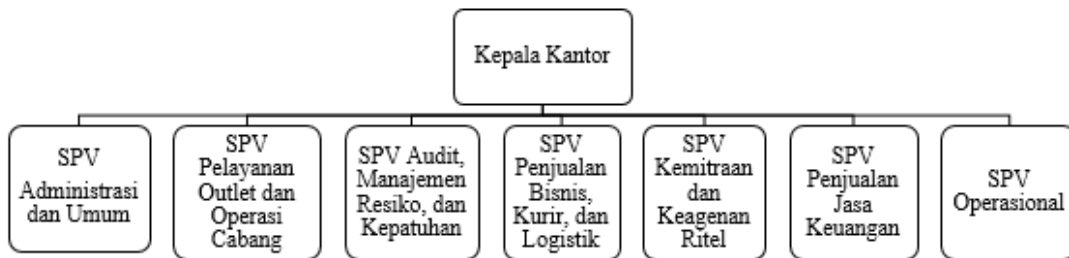 Kepala Kantor
SPV
Administrasi
dan Umum
SPV
Pelayanan
Outlet dan
Operasi
Cabang
SPV Audit,
Manajemen
Resiko, dan
Kepatuhan
SPV
Penjualan
Bisnis,
Kurir, dan
Logistik
SPV
Kemitraan
dan
Keagenan
Ritel
SPV
Penjualan
Jasa
Keuangan
SPV
Operasional